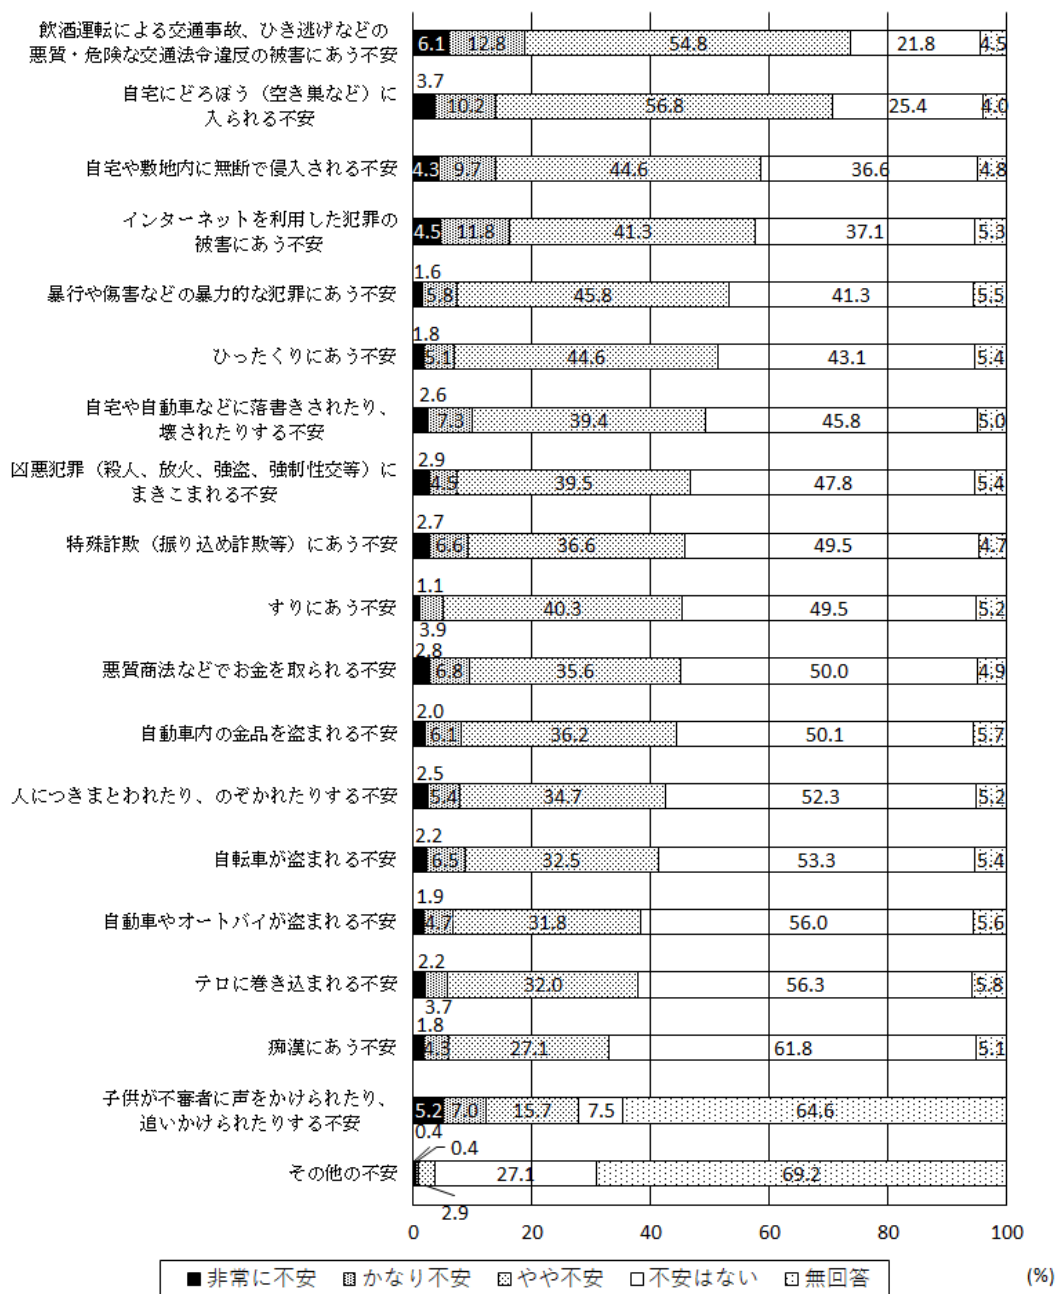 飲酒運転による交通事故、ひき逃げなどの
悪質・危険な交通法令違反の被害にあう不安
6.1 12.8 54.8 21.8 4.5
3.7
自宅にどろぼう（空き巣など）に
入られる不安
10.2 56.8 25.4 4.0
自宅や敷地内に無断で侵入される不安
4.3 9.7 44.6 36.6 4.8
インターネットを利用した犯罪の
被害にあう不安
4.5 11.8 41.3 37.1 5.3
1.6
暴行や傷害などの暴力的な犯罪にあう不安
5.8 45.8 41.3 5.5
1.8
ひったくりにあう不安
5.1 44.6 43.1 5.4
2.6
自宅や自動車などに落書きされたり、
壊されたりする不安
7.3 39.4 45.8 5.0
2.9
凶悪犯罪（殺人、放火、強盗、強制性交等）に
まきこまれる不安
4.5 39.5 47.8 5.4
2.7
特殊詐欺（振り込め詐欺等）にあう不安
6.6 36.6 49.5 4.7
1.1
すりにあう不安
40.3 49.5 5.2
3.9
2.8
悪質商法などでお金を取られる不安
6.8 35.6 50.0 4.9
2.0
自動車内の金品を盗まれる不安
6.1 36.2 50.1 5.7
2.5
人につきまとわれたり、のぞかれたりする不安
5.4 34.7 52.3 5.2
2.2
自転車が盗まれる不安
6.5 32.5 53.3 5.4
1.9
自動車やオートバイが盗まれる不安
4.7 31.8 56.0 5.6
2.2
テロに巻き込まれる不安
32.0 56.3 5.8
3.7
1.8
痴漢にあう不安
4.3 27.1 61.8 5.1
子供が不審者に声をかけられたり、
追いかけられたりする不安
5.2 7.0 15.7 7.5 64.6
0.4
0.4
その他の不安
27.1 69.2
2.9
0 20 40 60 80 100
非常に不安 かなり不安 やや不安 不安はない 無回答
(%)